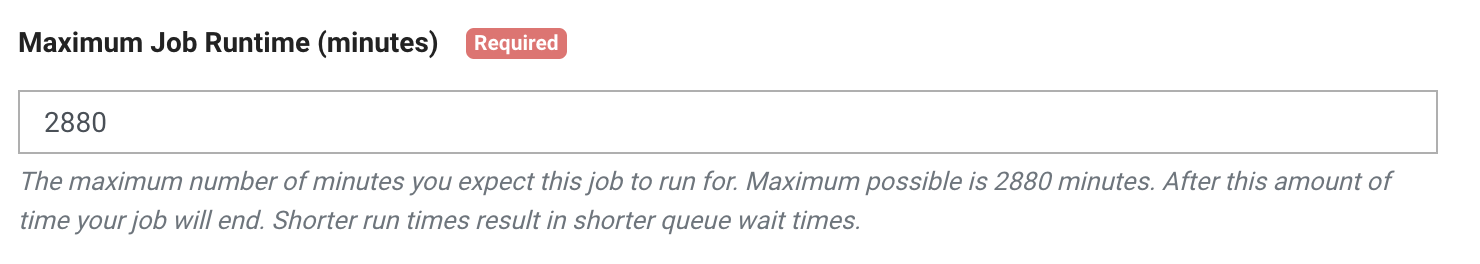 Maximum Job Runtime (minutes) Required
2880
The maximum number of minutes you expect this job to run for. Maximum possible is 2880 minutes. After this amount of
time your job will end. Shorter run times result in shorter queue wait times.